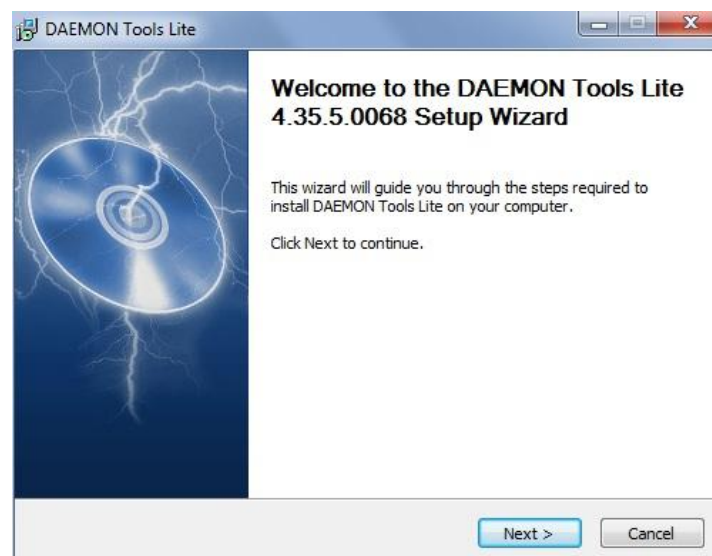 DAEMON Tools Lite
Welcome to the DAEMON Tools Lite
4.35.5.0068 Setup Wizard
This wizard will guide you through the steps required to
install DAEMON Tools Lite on your computer.
Click Next to continue.
Next >
Cancel